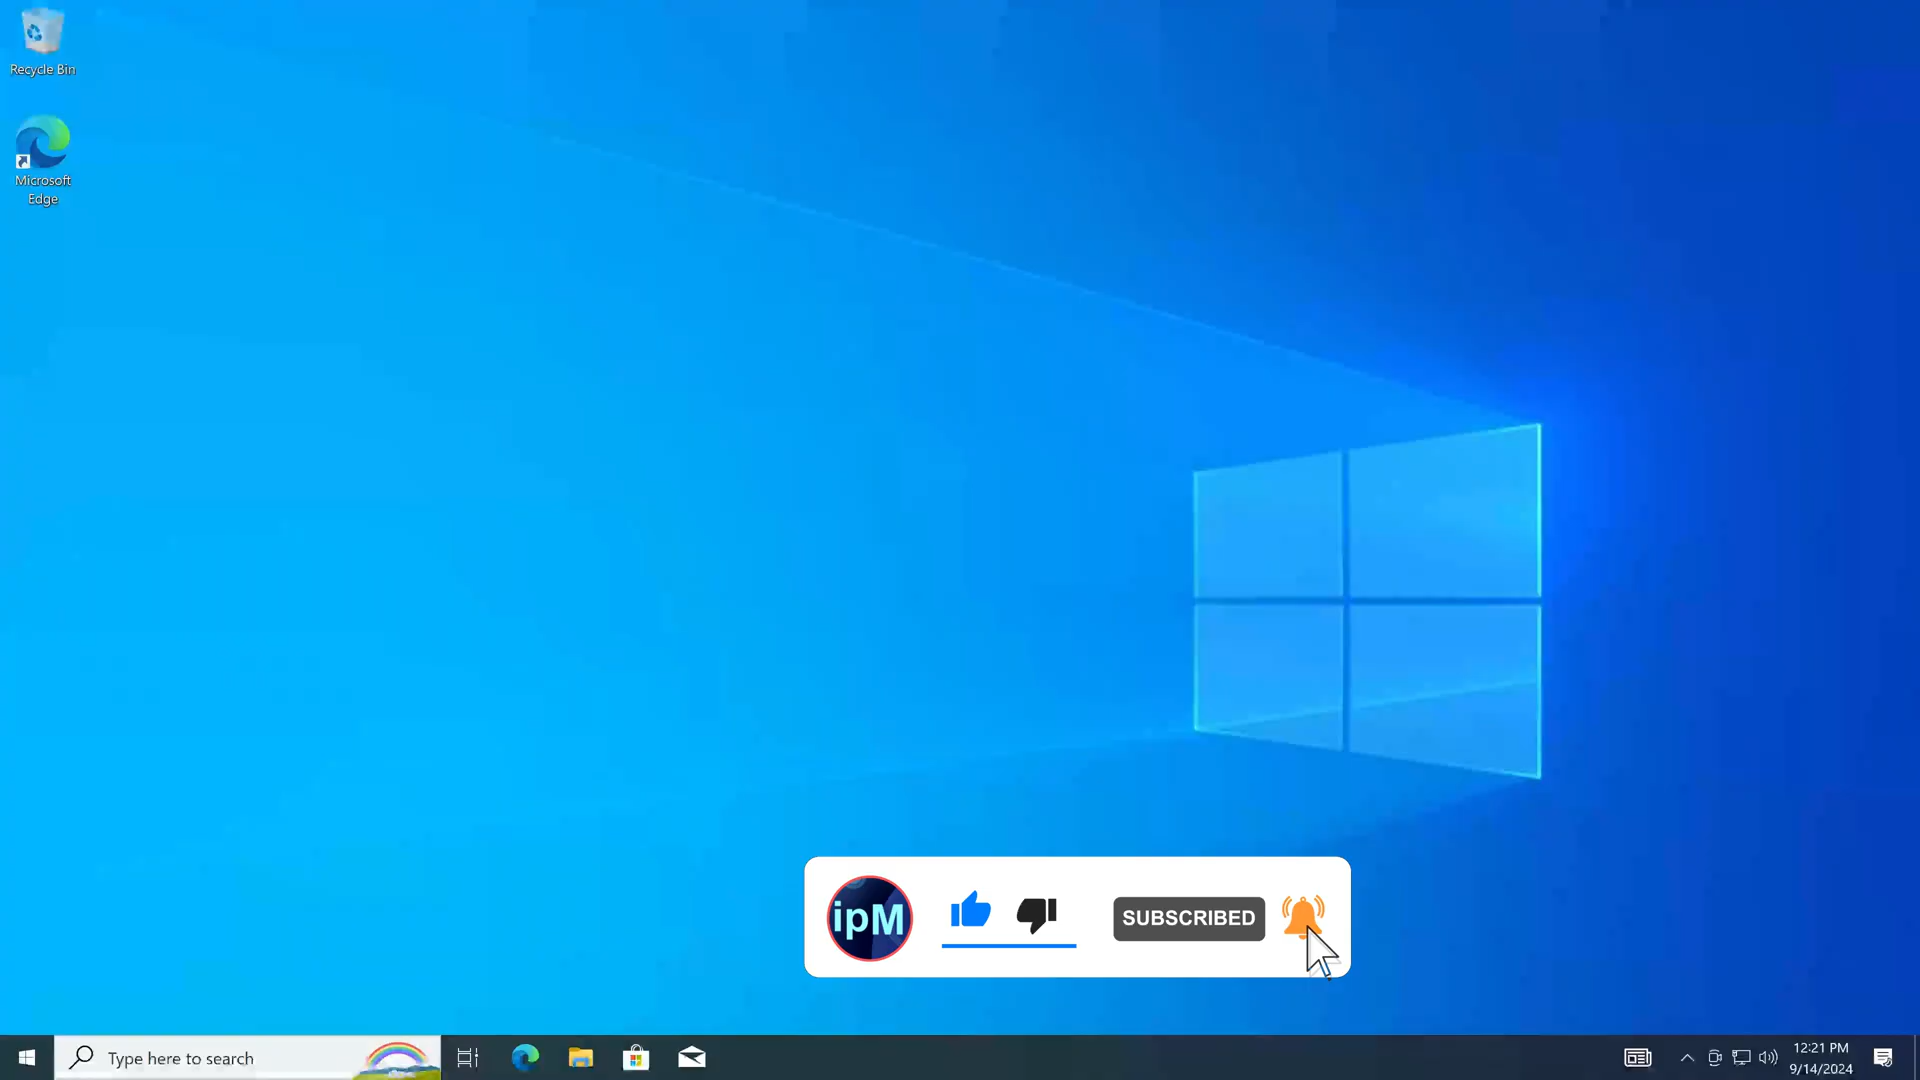 Recycle Bin
Microsoft
Edge
ipM
SUBSCRIBED
Type here to search
12:21 PM
9/14/2024